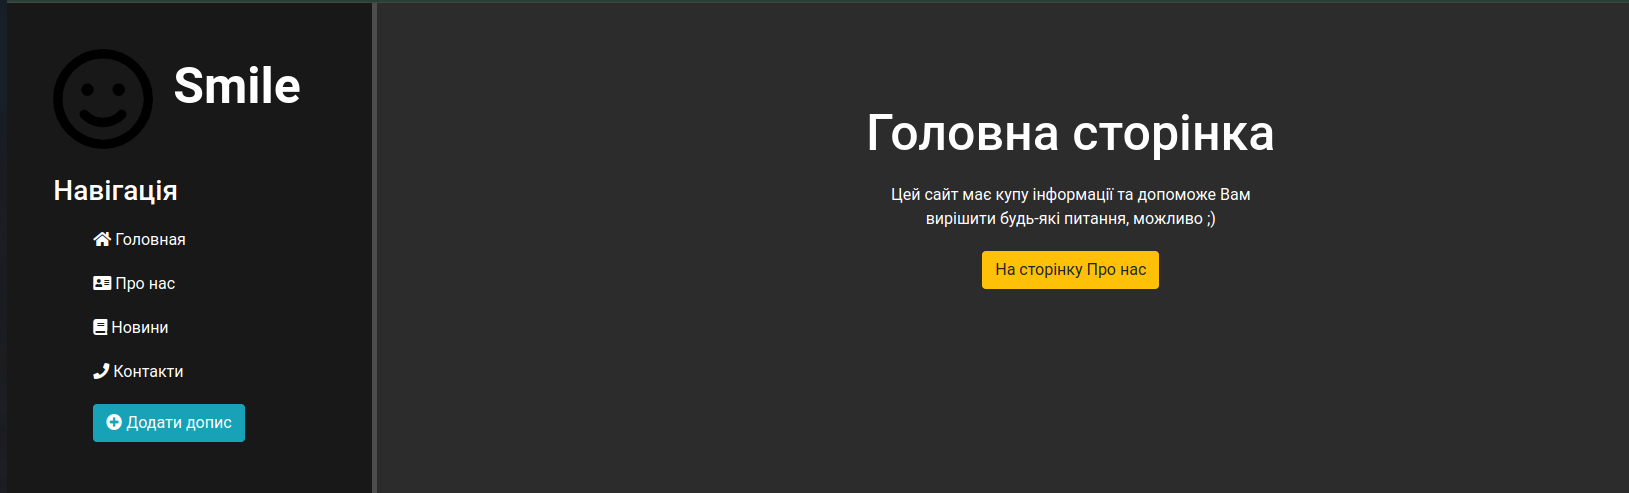 Smile
Навігація
Головная
Про нас
Новини
Контакти
Додати допис
Головна сторінка
Цей сайт має купу інформації та допоможе Вам
вирішити будь-які питання, можливо ;)
На сторінку Про нас